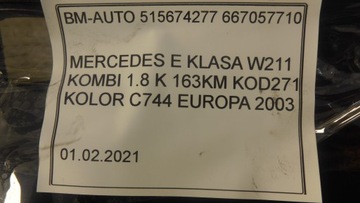 BM-AUTO 515674277 667057710
MERCEDES E KLASA W211
KOMBI 1.8 K 163KM KOD271
KOLOR C744 EUROPA 2003
01.02.2021